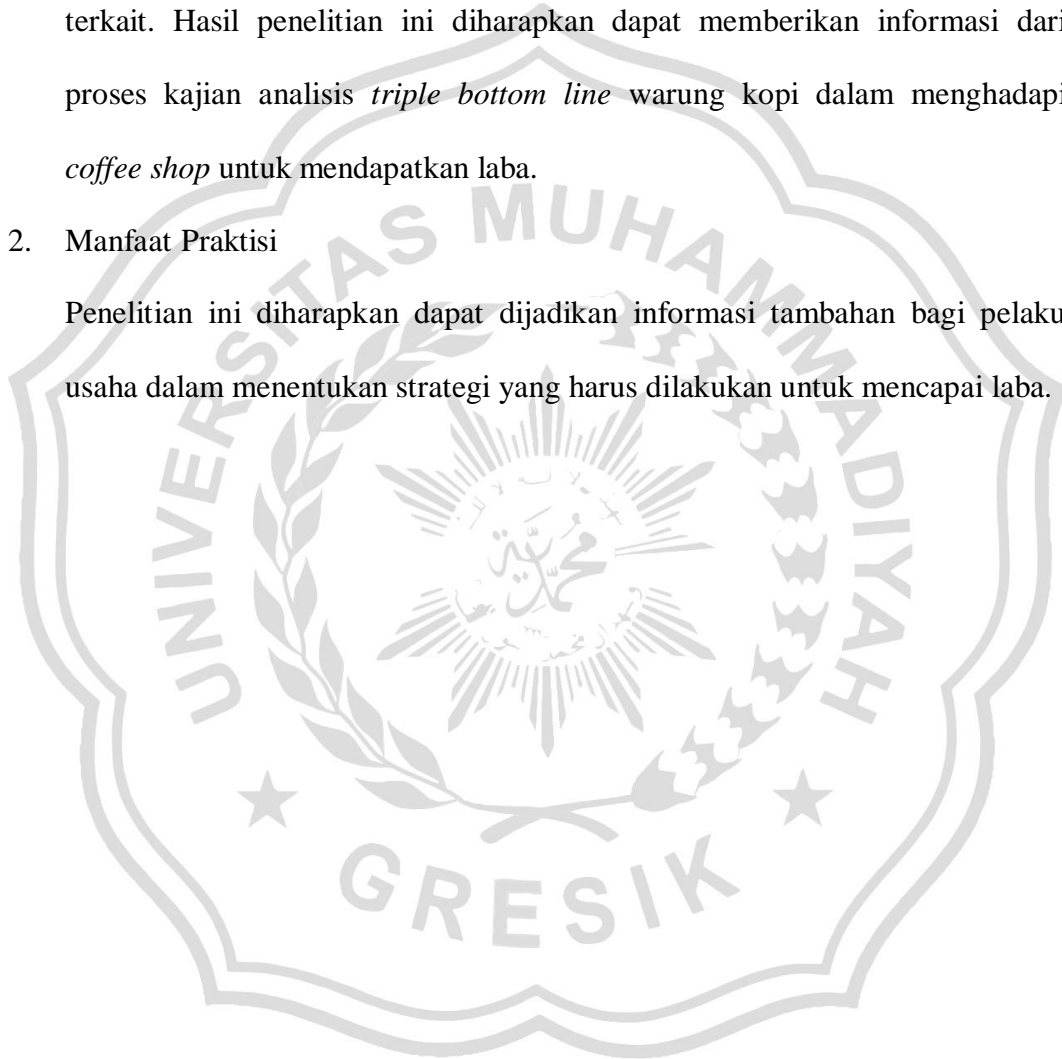 terkait. Hasil penelitian ini diharapkan dapat memberikan informasi dari
proses kajian analisis triple bottom line warung kopi dalam menghadapi
coffee shop untuk mendapatkan laba.
2. Manfaat Praktisi
Penelitian ini diharapkan dapat dijadikan informasi tambahan bagi pelaku
usaha dalam menentukan strategi yang harus dilakukan untuk mencapai laba.
UNIVERSITAS MUHAMMADIYAH
GRESIK